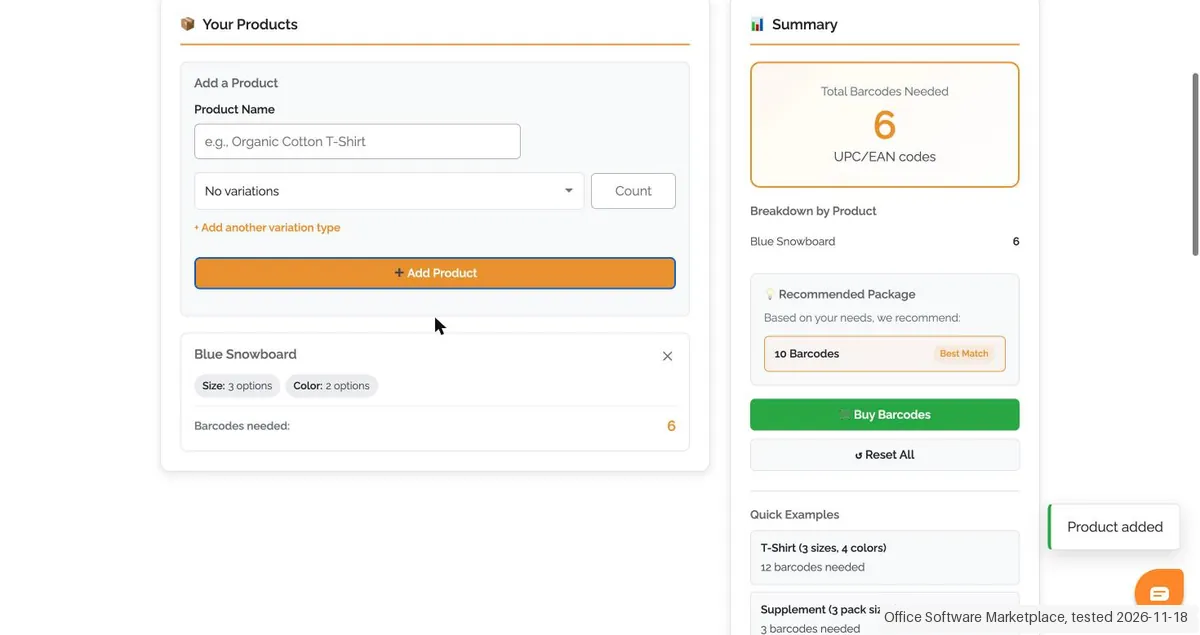 📦 Your Products
Add a Product
Product Name
e.g., Organic Cotton T-Shirt
No variations
Count
+ Add another variation type
+ Add Product
Blue Snowboard
×
Size: 3 options
Color: 2 options
Barcodes needed:
6
📊 Summary
Total Barcodes Needed
6
UPC/EAN codes
Breakdown by Product
Blue Snowboard
6
💡 Recommended Package
Based on your needs, we recommend:
10 Barcodes
Best Match
Buy Barcodes
↺ Reset All
Quick Examples
T-Shirt (3 sizes, 4 colors)
12 barcodes needed
Supplement (3 pack
3 barcodes needed
Product added
Office Software Marketplace, tested 2026-11-18